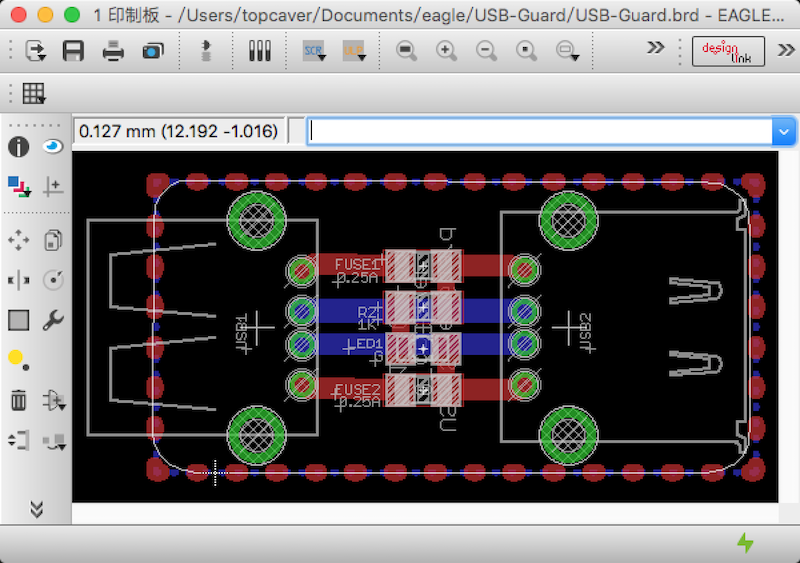 1 印制板 - /Users/topcaver/Documents/eagle/USB-Guard/USB-Guard.brd - EAGLE...
SCR
design
link
0.127 mm (12.192 -1.016)
FUSE1
0.25A
1K
LED1
G
FUSE2
0.25A
USB1
USB2